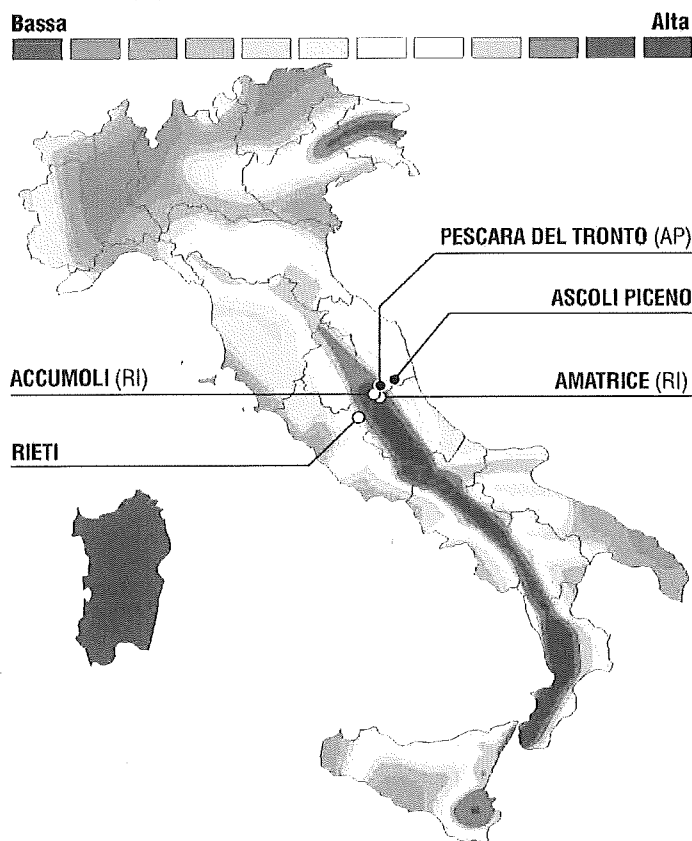 Bassa Alta
PESCARA DEL TRONTO (AP)
ASCOLI PICENO
ACCUMOLI (RI) AMATRICE (RI)
RIETI